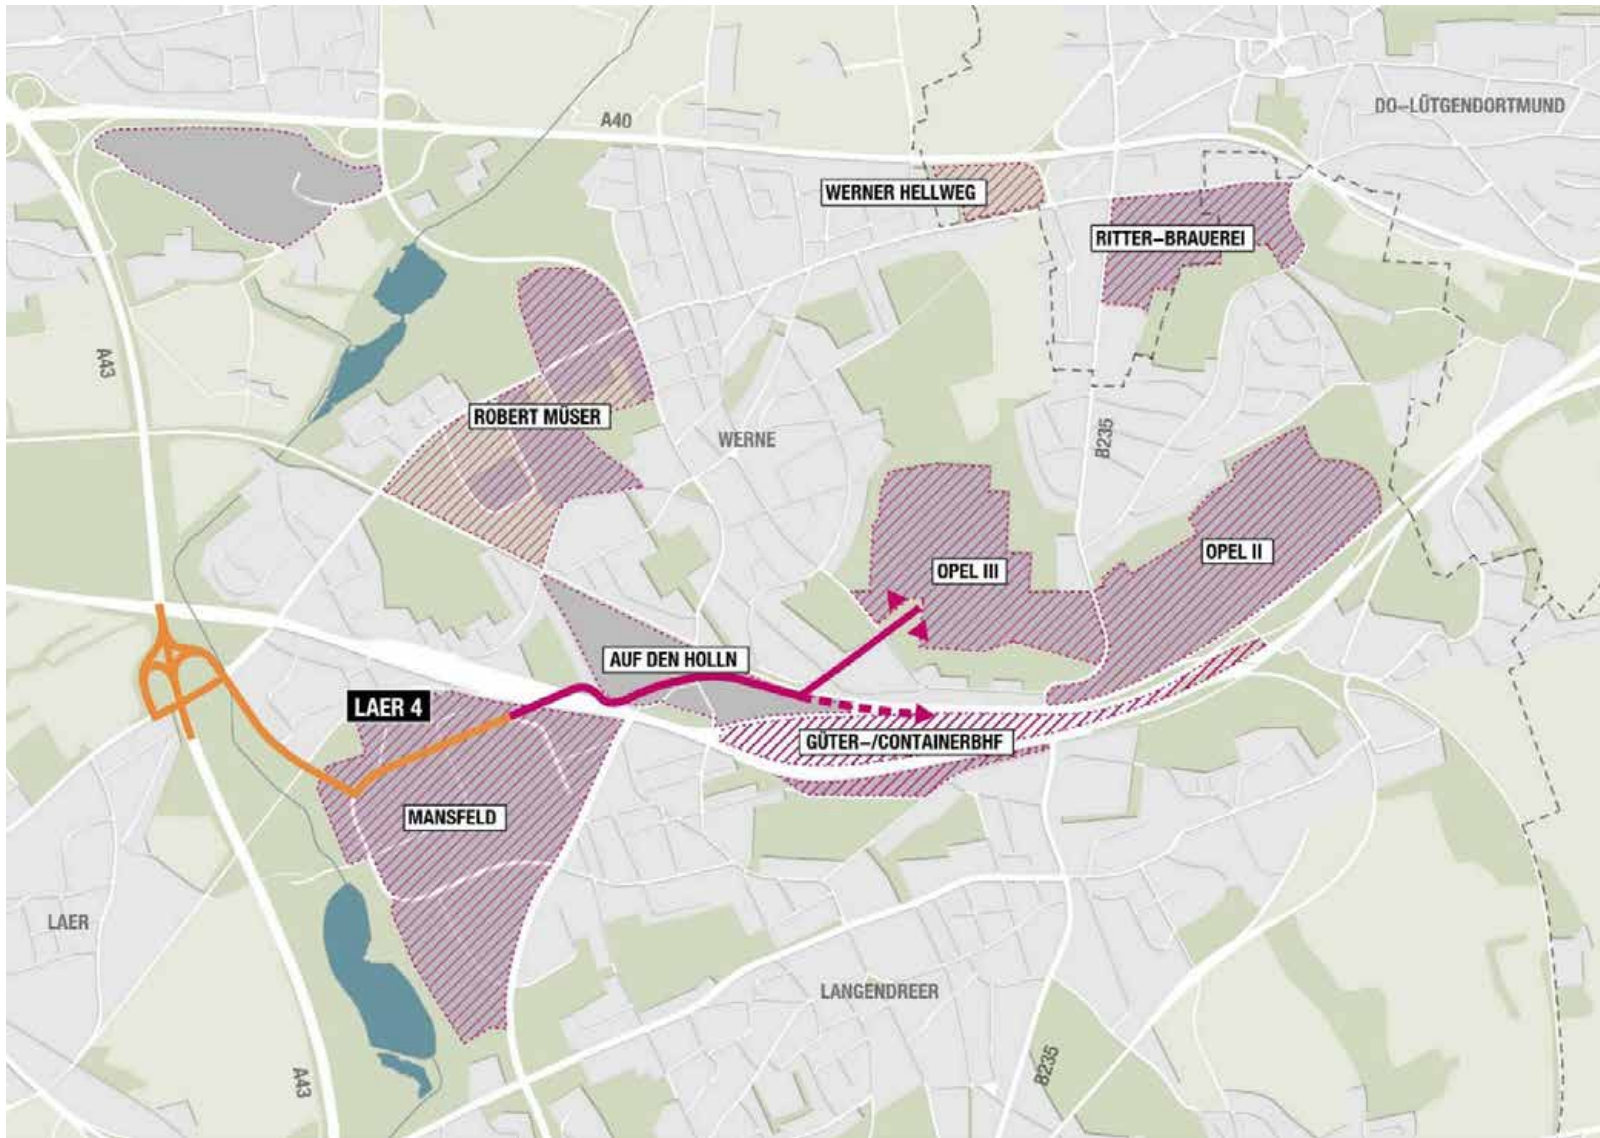 DO–LÜTGENDORTMUND
A40
WERNER HELLWEG
RITTER–BRAUEREI
A43
ROBERT MÜSER
WERNE
B235
OPEL II
OPEL III
AUF DEN HOLLN
LAER 4
GÜTER–/CONTAINERBHF
MANSFELD
LAER
LANGENDREER
A43
B235